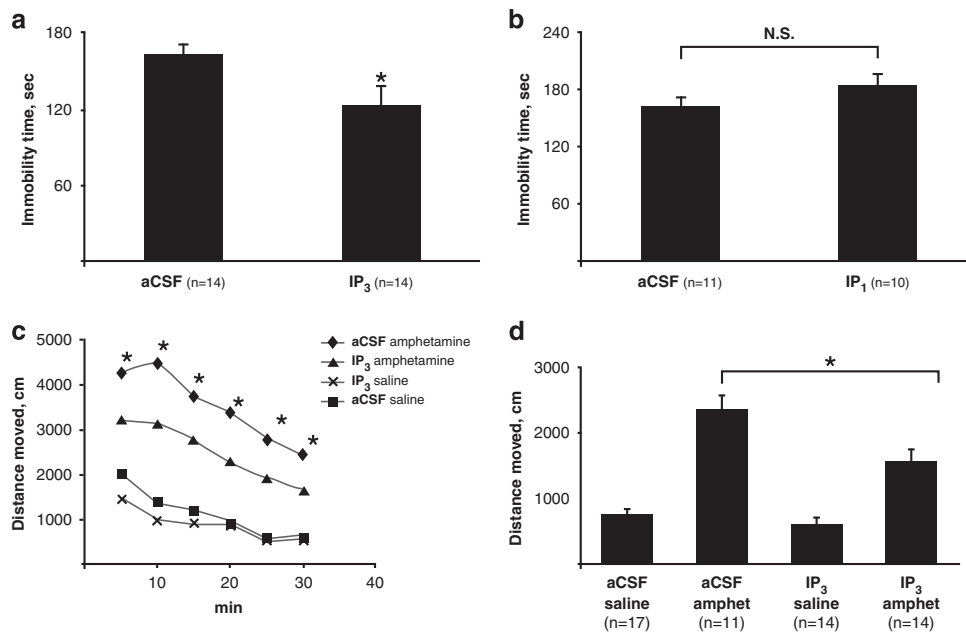 a
180
120
60
Immobility time, sec
*
aCSF (n=14)
IP3 (n=14)
b
240
180
120
60
Immobility time, sec
N.S.
aCSF (n=11)
IP1 (n=10)
c
5000
4000
3000
2000
1000
Distance moved, cm
* * * * * *
aCSF amphetamine
IP3 amphetamine
IP3 saline
aCSF saline
10 20 30 40
min
d
3000
2000
1000
Distance moved, cm
*
aCSF
saline
(n=17)
aCSF
amphet
(n=11)
IP3
saline
(n=14)
IP3
amphet
(n=14)